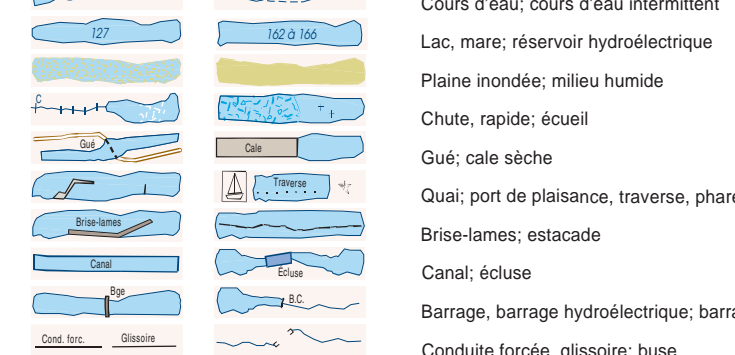 Cours d'eau; cours d'eau intermittent
127 162 à 166 Lac, mare; réservoir hydroélectrique
Plaine inondée; milieu humide
C Chute, rapide; écueil
Gué Cale Gué; cale sèche
Traverse Quai; port de plaisance, traverse, phare
Brise-lames Brise-lames; estacade
Canal Écluse Canal; écluse
Bge B.C. Barrage, barrage hydroélectrique; barra
Cond. forc. Glissoire Conduite forcée, glissoire; buse